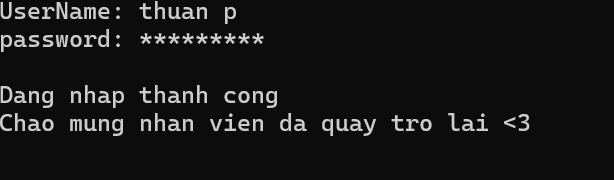 UserName: thuan p
password: *********
Dang nhap thanh cong
Chao mung nhan vien da quay tro lai <3